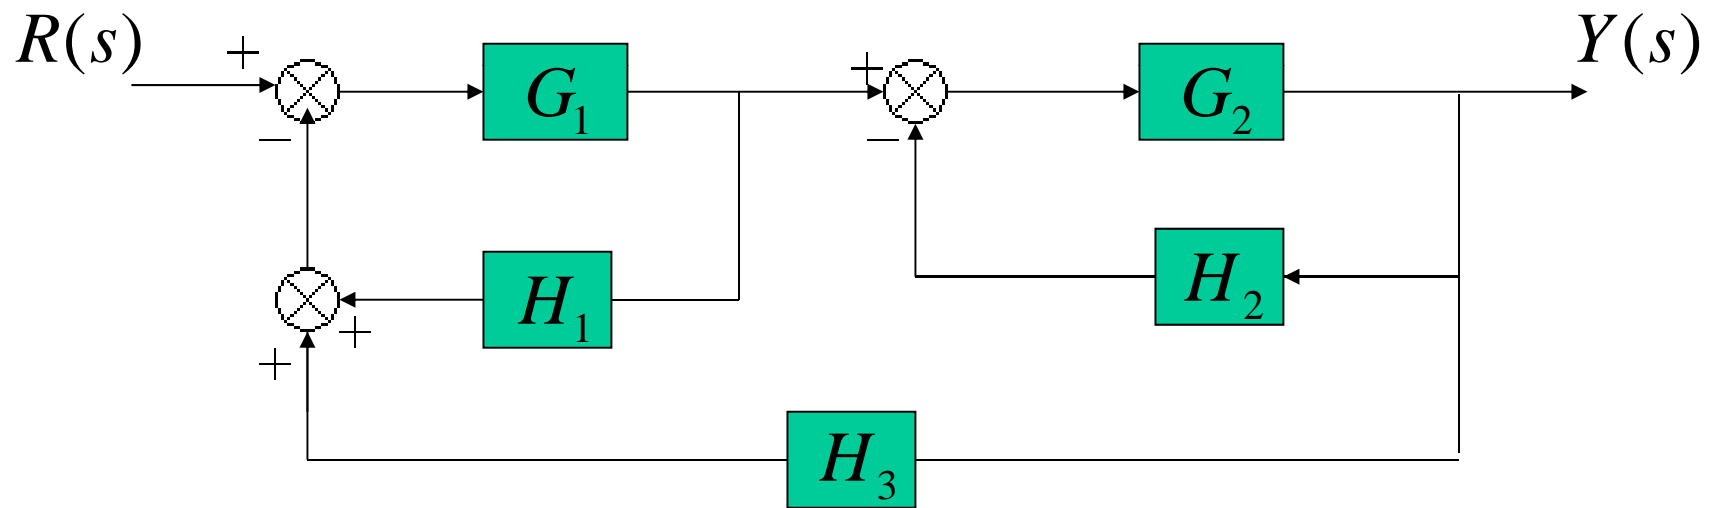 R(s) + G₁ + G₂ Y(s)
− −
H₂
H₁
+
+
H₃